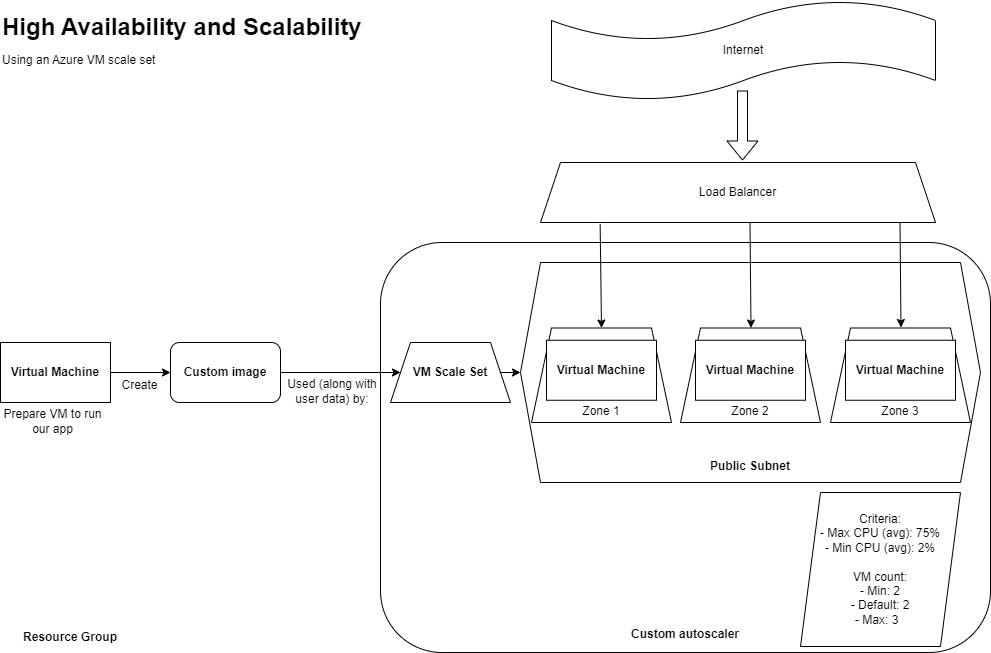 High Availability and Scalability
Using an Azure VM scale set
Internet
Load Balancer
Virtual Machine
Prepare VM to run
our app
Create
Custom image
Used (along with
user data) by:
VM Scale Set
Virtual Machine
Zone 1
Virtual Machine
Zone 2
Virtual Machine
Zone 3
Public Subnet
Criteria:
- Max CPU (avg): 75%
- Min CPU (avg): 2%
VM count:
- Min: 2
- Default: 2
- Max: 3
Custom autoscaler
Resource Group